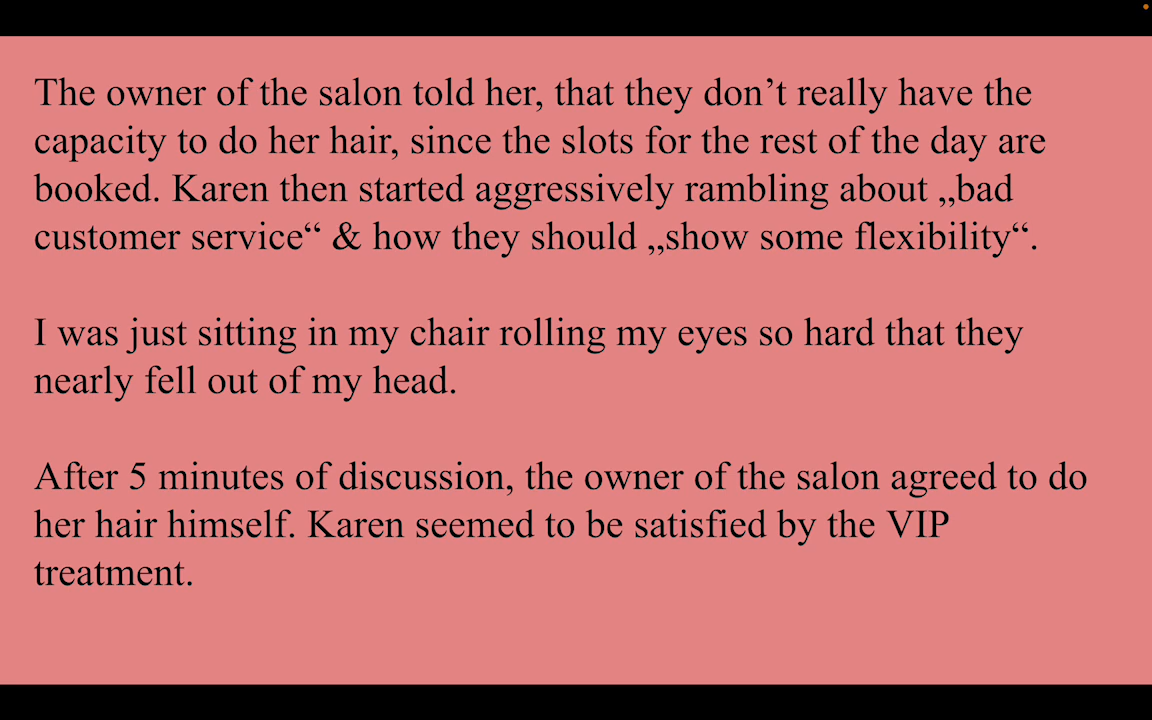 The owner of the salon told her, that they don’t really have the
capacity to do her hair, since the slots for the rest of the day are
booked. Karen then started aggressively rambling about „bad
customer service“ & how they should „show some flexibility“.
I was just sitting in my chair rolling my eyes so hard that they
nearly fell out of my head.
After 5 minutes of discussion, the owner of the salon agreed to do
her hair himself. Karen seemed to be satisfied by the VIP
treatment.